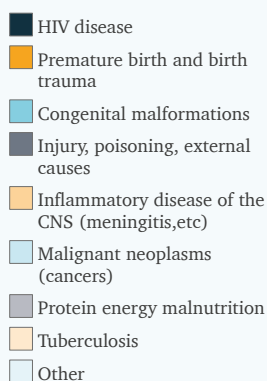 HIV disease
Premature birth and birth
trauma
Congenital malformations
Injury, poisoning, external
causes
Inflammatory disease of the
CNS (meningitis,etc)
Malignant neoplasms
(cancers)
Protein energy malnutrition
Tuberculosis
Other